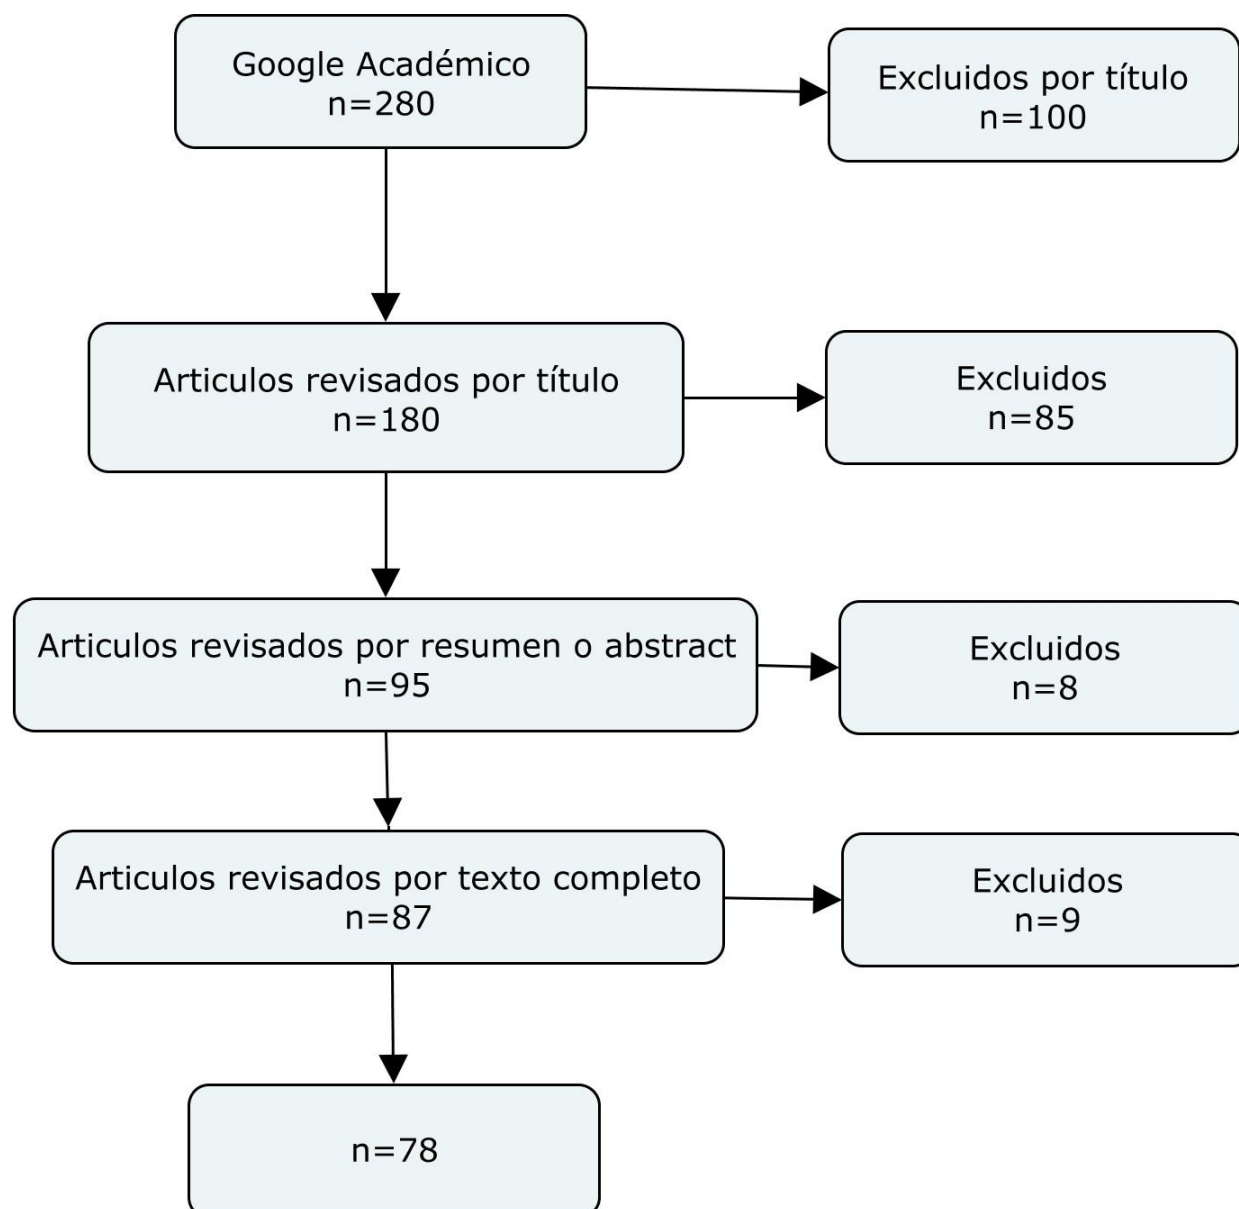 Google Académico
n=280
Excluidos por título
n=100
Articulos revisados por título
n=180
Excluidos
n=85
Articulos revisados por resumen o abstract
n=95
Excluidos
n=8
Articulos revisados por texto completo
n=87
Excluidos
n=9
n=78